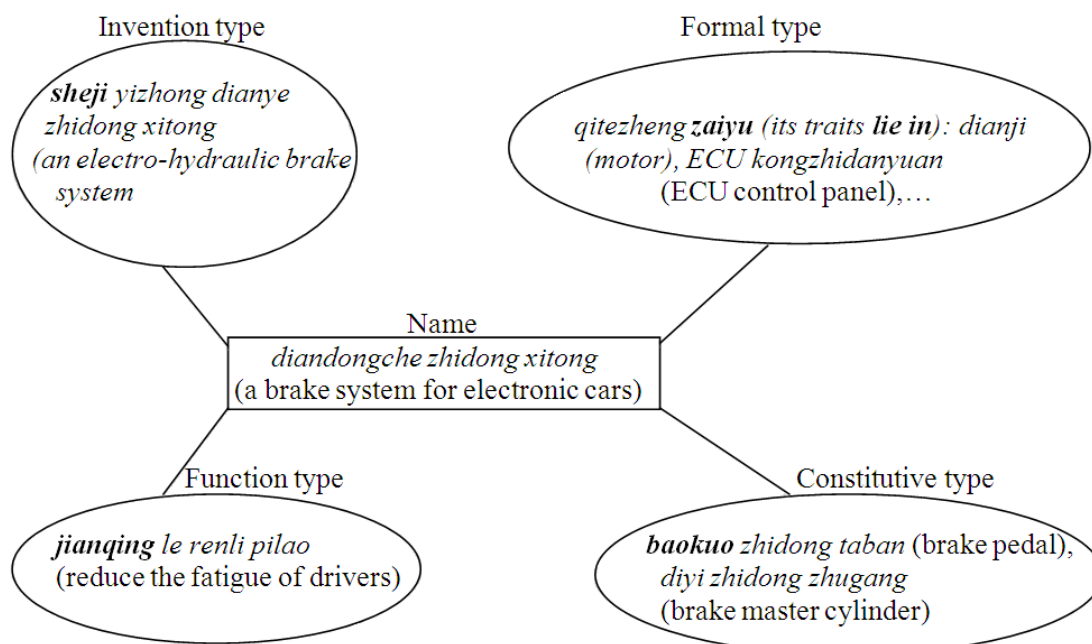 Invention type
sheji yizhong dianye
zhidong xitong
(an electro-hydraulic brake
system
Formal type
qitezheng zaiyu (its traits lie in): dianji
(motor), ECU kongzhidanyuan
(ECU control panel),…
Name
diandongche zhidong xitong
(a brake system for electronic cars)
Function type
jianqing le renli pilao
(reduce the fatigue of drivers)
Constitutive type
baokuo zhidong taban (brake pedal),
diyi zhidong zhugang
(brake master cylinder)